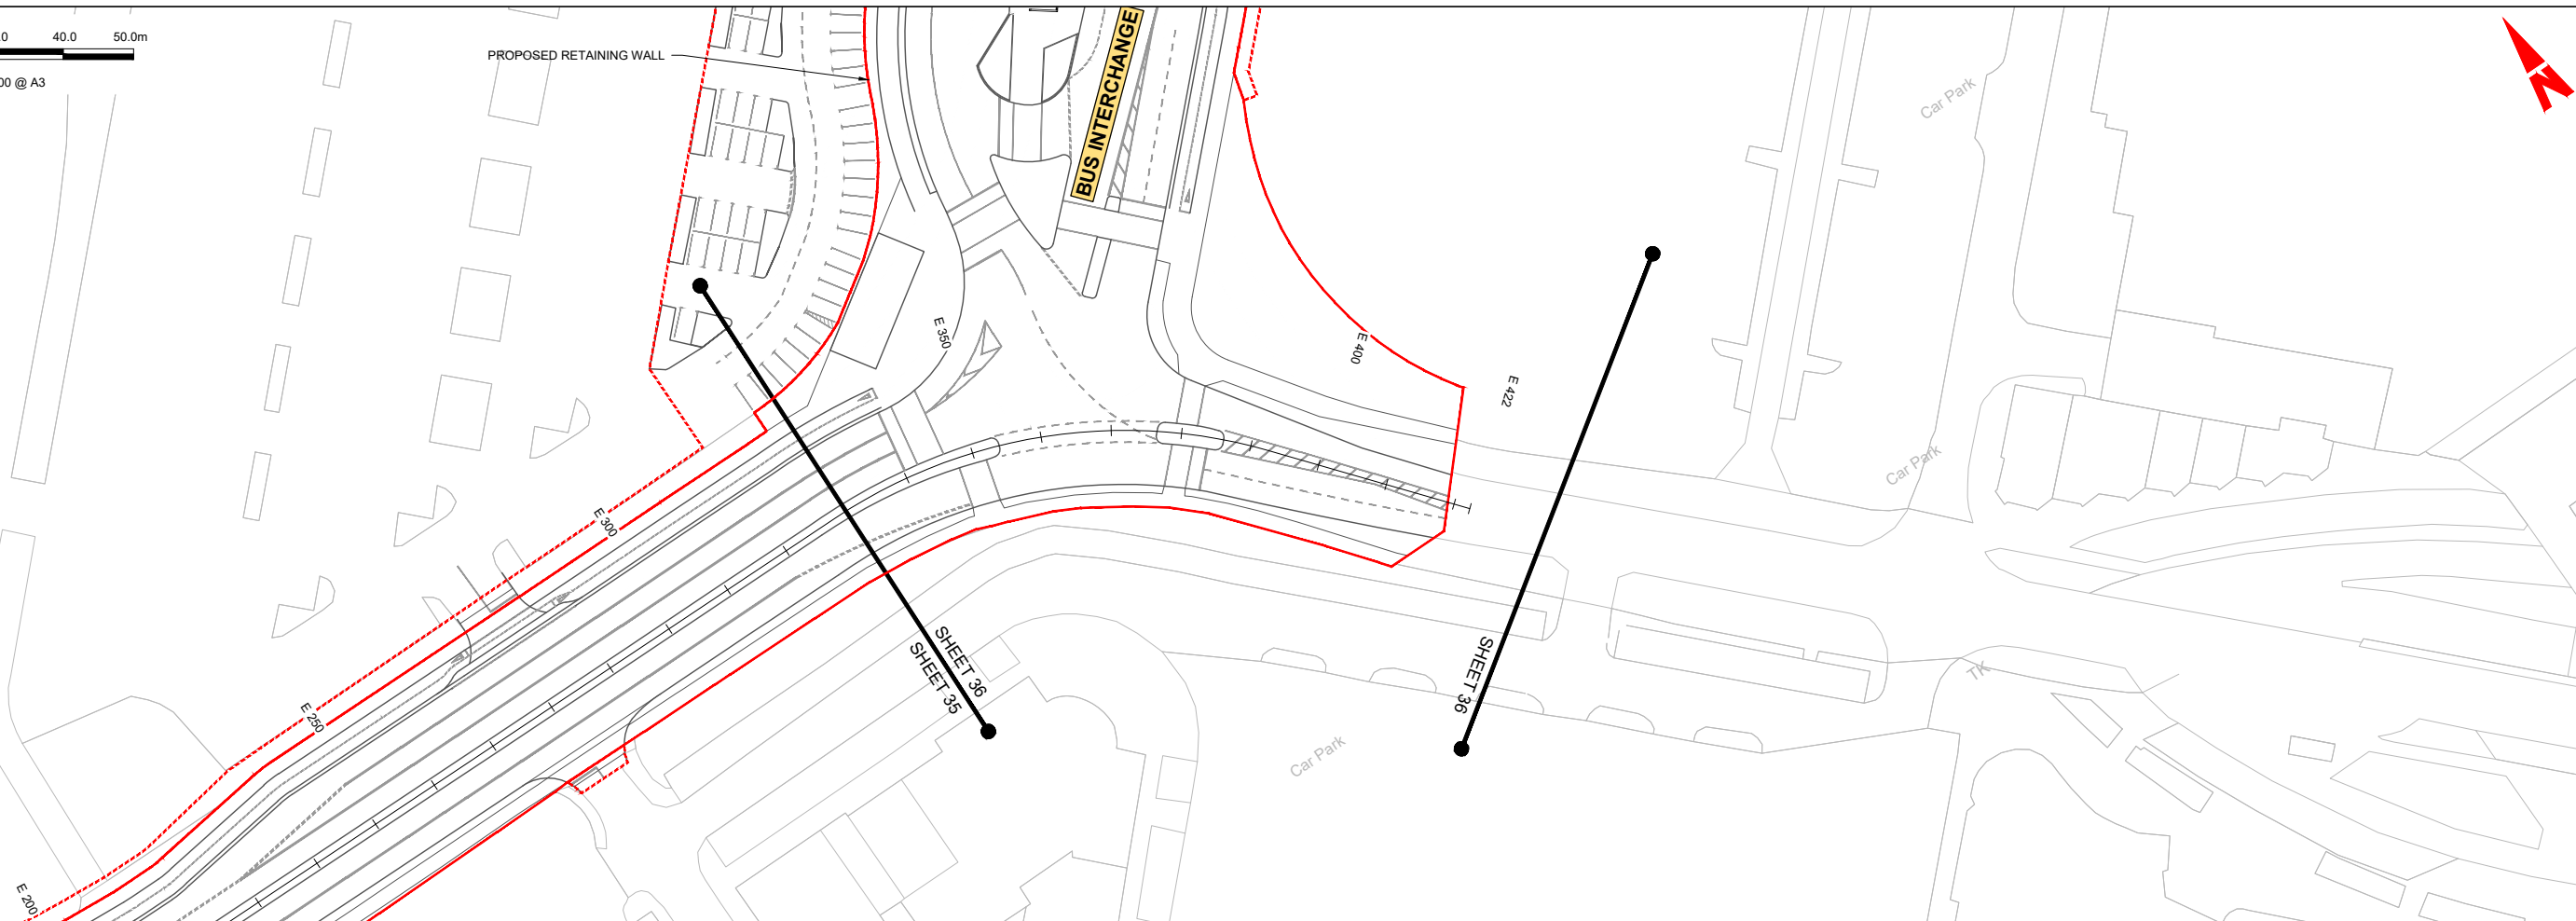 .0 40.0 50.0m
00 @ A3
PROPOSED RETAINING WALL
BUS INTERCHANGE
Car Park
E 350
E 400
E 422
Car Park
E 300
SHEET 36
SHEET 35
SHEET 36
TK
E 250
Car Park
E 200
N